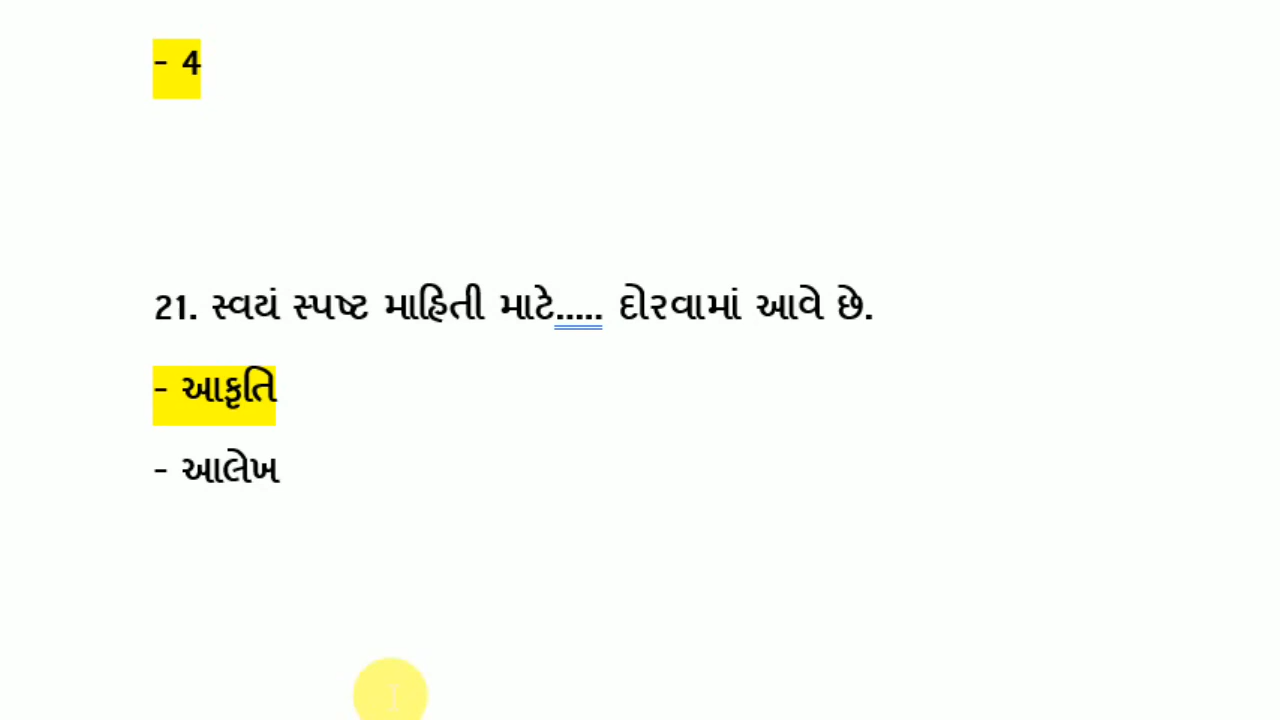 - 4
21. સ્વયં સ્પષ્ટ માહિતી માટે..... દોરવામાં આવે છે.
- આકૃતિ
- આલેખ